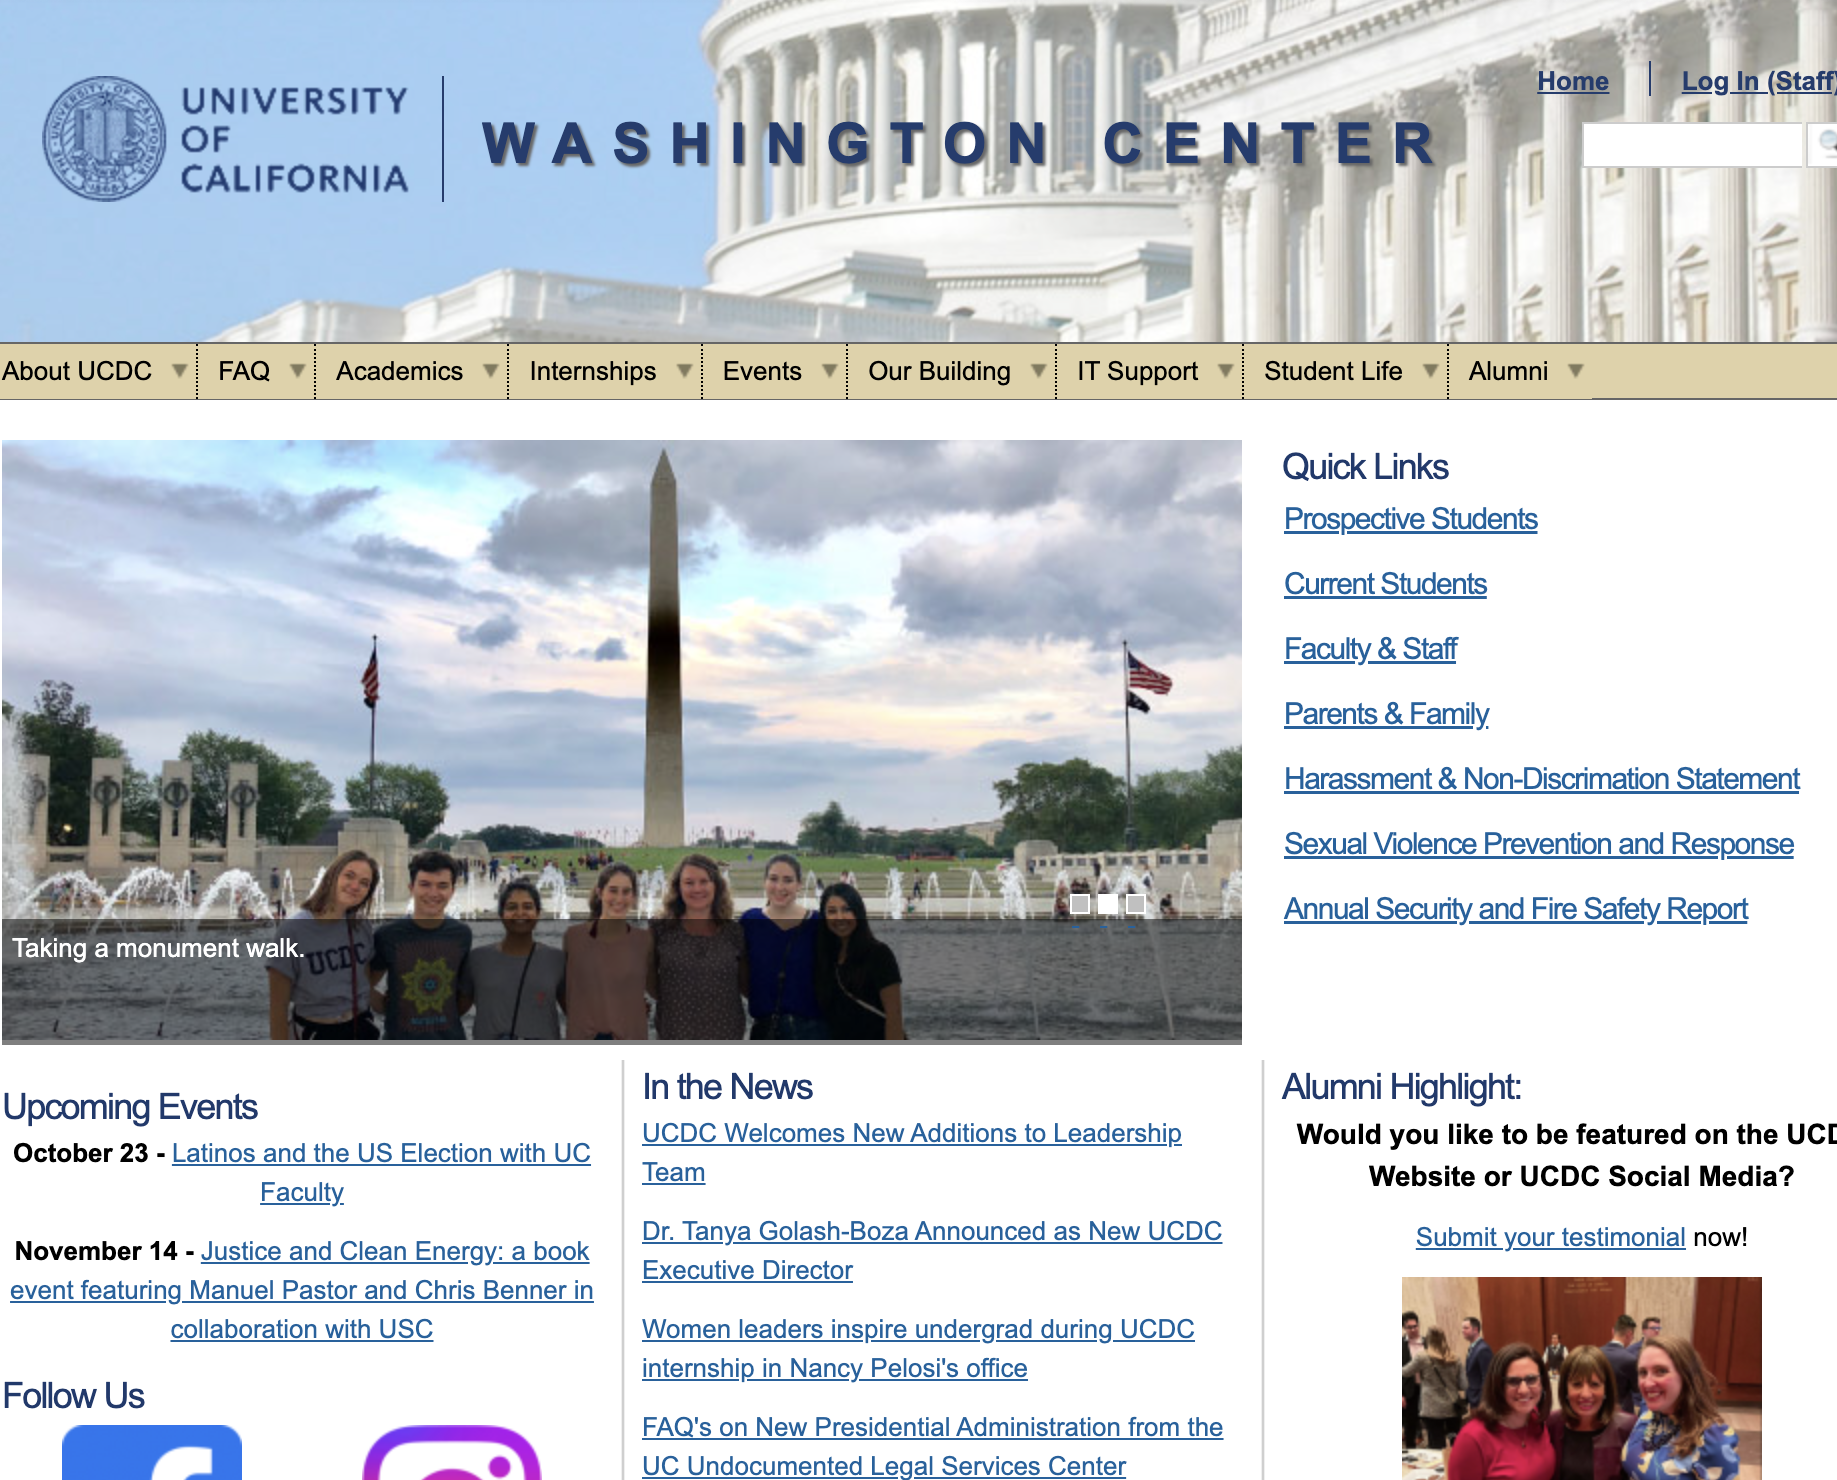 UNIVERSITY
OF
CALIFORNIA
WASHINGTON CENTER
Home
Log In (Staff)
About UCDC
FAQ
Academics
Internships
Events
Our Building
IT Support
Student Life
Alumni
UCDC
Taking a monument walk.
Quick Links
Prospective Students
Current Students
Faculty & Staff
Parents & Family
Harassment & Non-Discrimation Statement
Sexual Violence Prevention and Response
Annual Security and Fire Safety Report
Upcoming Events
October 23 - Latinos and the US Election with UC
Faculty
November 14 - Justice and Clean Energy: a book
event featuring Manuel Pastor and Chris Benner in
collaboration with USC
Follow Us
In the News
UCDC Welcomes New Additions to Leadership
Team
Dr. Tanya Golash-Boza Announced as New UCDC
Executive Director
Women leaders inspire undergrad during UCDC
internship in Nancy Pelosi's office
FAQ's on New Presidential Administration from the
UC Undocumented Legal Services Center
Alumni Highlight:
Would you like to be featured on the UCD
Website or UCDC Social Media?
Submit your testimonial now!